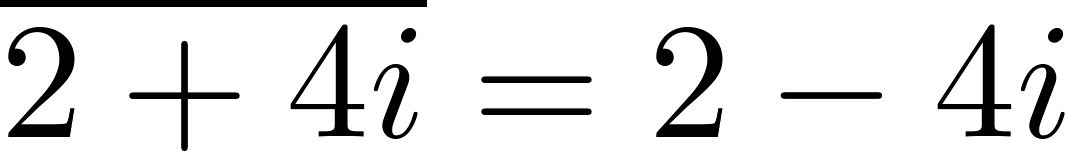 $\overline{2 + 4i} = 2 - 4i$